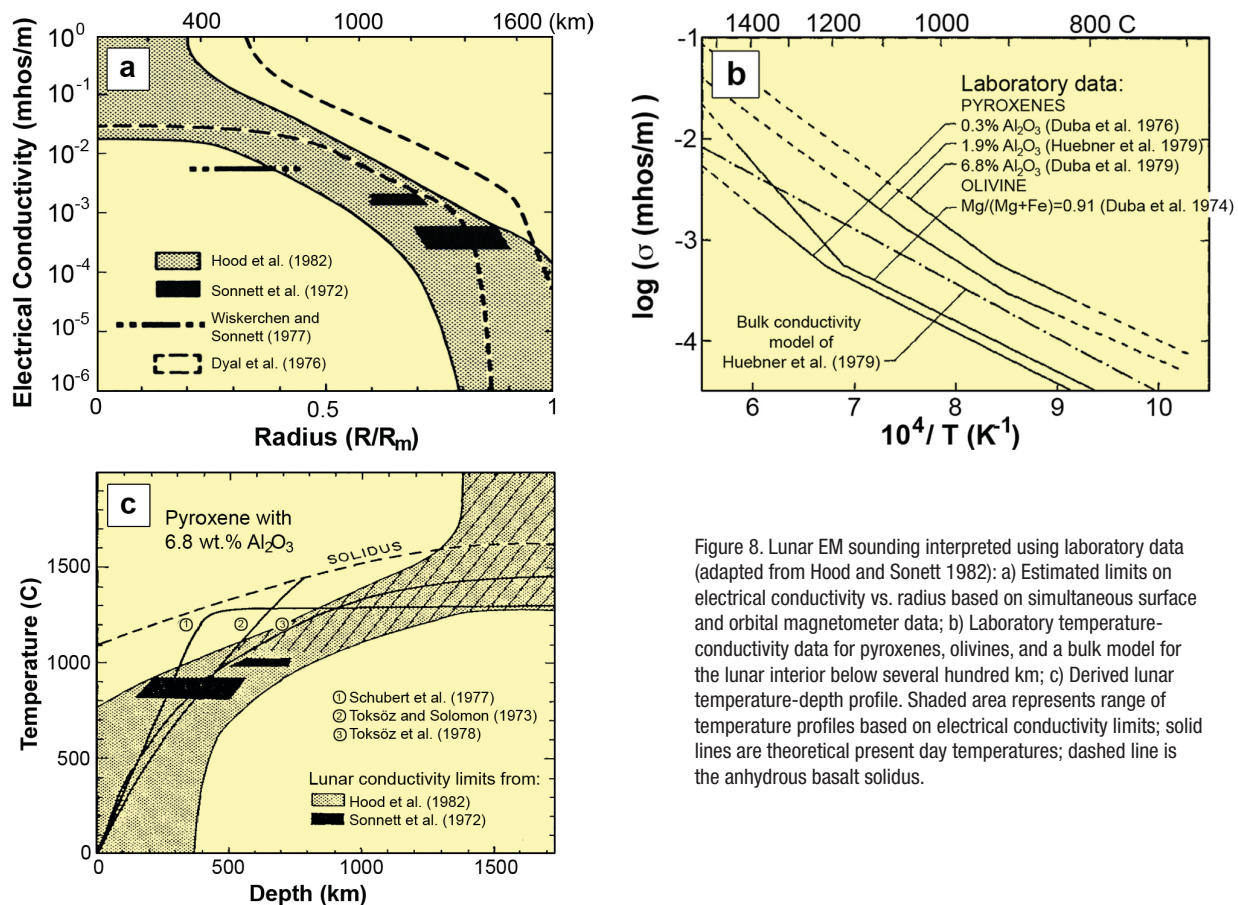 400 800 1200 1600 (km)
10^0
10^-1
10^-2
10^-3
10^-4
10^-5
10^-6
Electrical Conductivity (mhos/m)
a
Hood et al. (1982)
Sonnett et al. (1972)
Wiskerchen and
Sonnett (1977)
Dyal et al. (1976)
0 0.5 1
Radius (R/Rm)
1400 1200 1000 800 C
-1
-2
-3
-4
log (σ (mhos/m)
b
Laboratory data:
PYROXENES
0.3% Al2O3 (Duba et al. 1976)
1.9% Al2O3 (Huebner et al. 1979)
6.8% Al2O3 (Duba et al. 1979)
OLIVINE
Mg/(Mg+Fe)=0.91 (Duba et al. 1974)
Bulk conductivity
model of
Huebner et al. (1979)
6 7 8 9 10
10^4/ T (K^-1)
c
Pyroxene with
6.8 wt.% Al2O3
SOLIDUS
1500
1000
500
0
Temperature (C)
1 2 3
① Schubert et al. (1977)
② Toksöz and Solomon (1973)
③ Toksöz et al. (1978)
Lunar conductivity limits from:
Hood et al. (1982)
Sonnett et al. (1972)
0 500 1000 1500
Depth (km)
Figure 8. Lunar EM sounding interpreted using laboratory data
(adapted from Hood and Sonett 1982): a) Estimated limits on
electrical conductivity vs. radius based on simultaneous surface
and orbital magnetometer data; b) Laboratory temperature-
conductivity data for pyroxenes, olivines, and a bulk model for
the lunar interior below several hundred km; c) Derived lunar
temperature-depth profile. Shaded area represents range of
temperature profiles based on electrical conductivity limits; solid
lines are theoretical present day temperatures; dashed line is
the anhydrous basalt solidus.